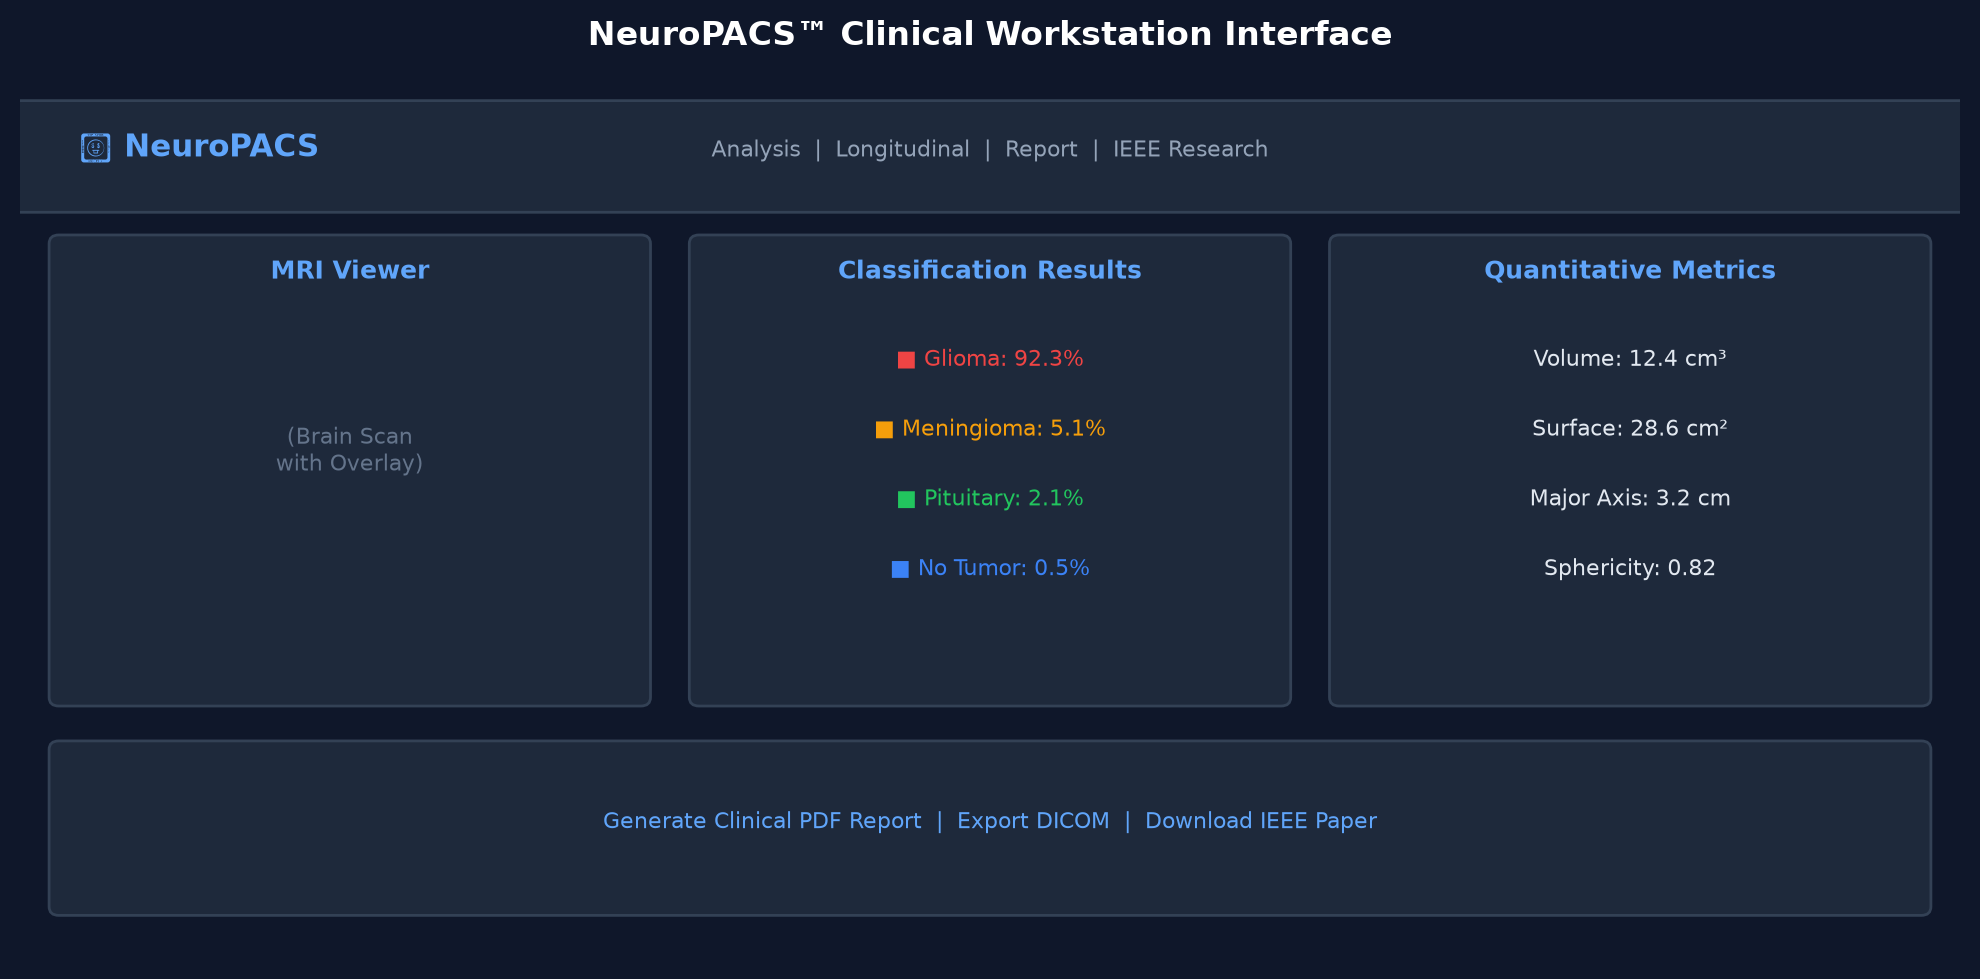 NeuroPACS™ Clinical Workstation Interface
NeuroPACS
Analysis | Longitudinal | Report | IEEE Research
MRI Viewer
(Brain Scan
with Overlay)
Classification Results
Glioma: 92.3%
Meningioma: 5.1%
Pituitary: 2.1%
No Tumor: 0.5%
Quantitative Metrics
Volume: 12.4 cm³
Surface: 28.6 cm²
Major Axis: 3.2 cm
Sphericity: 0.82
Generate Clinical PDF Report | Export DICOM | Download IEEE Paper